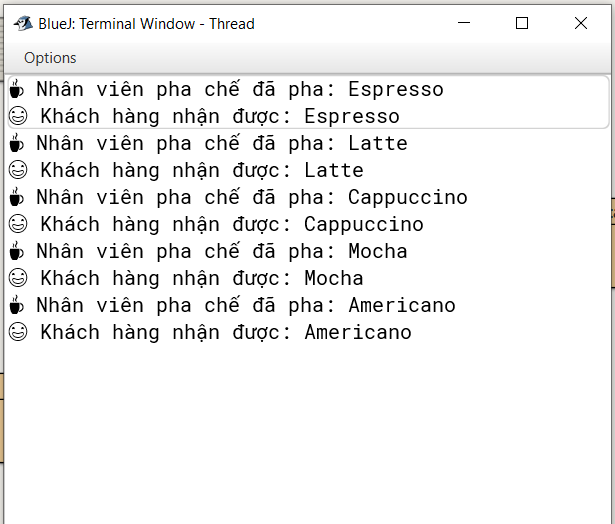 BlueJ: Terminal Window - Thread
Options
☕ Nhân viên pha chế đã pha: Espresso
😊 Khách hàng nhận được: Espresso
☕ Nhân viên pha chế đã pha: Latte
😊 Khách hàng nhận được: Latte
☕ Nhân viên pha chế đã pha: Cappuccino
😊 Khách hàng nhận được: Cappuccino
☕ Nhân viên pha chế đã pha: Mocha
😊 Khách hàng nhận được: Mocha
☕ Nhân viên pha chế đã pha: Americano
😊 Khách hàng nhận được: Americano